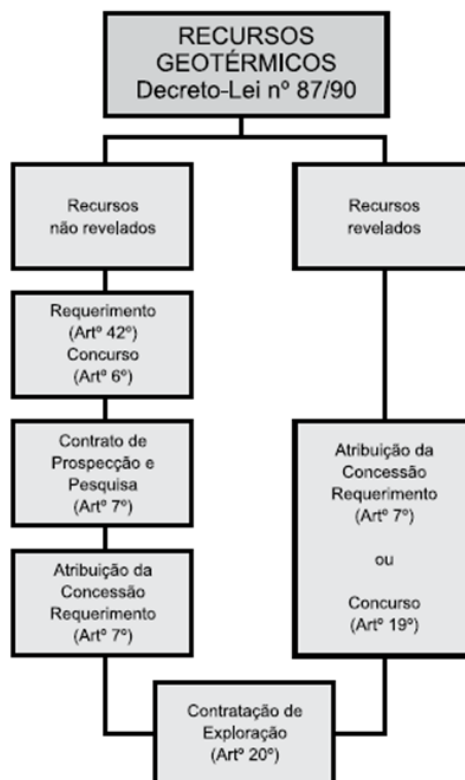 RECURSOS
GEOTÉRMICOS
Decreto-Lei nº 87/90
Recursos
não revelados
Recursos
revelados
Requerimento
(Artº 42º)
Concurso
(Artº 6º)
Contrato de
Prospecção e
Pesquisa
(Artº 7º)
Atribuição da
Concessão
Requerimento
(Artº 7º)
Atribuição da
Concessão
Requerimento
(Artº 7º)
ou
Concurso
(Artº 19º)
Contratação de
Exploração
(Artº 20º)